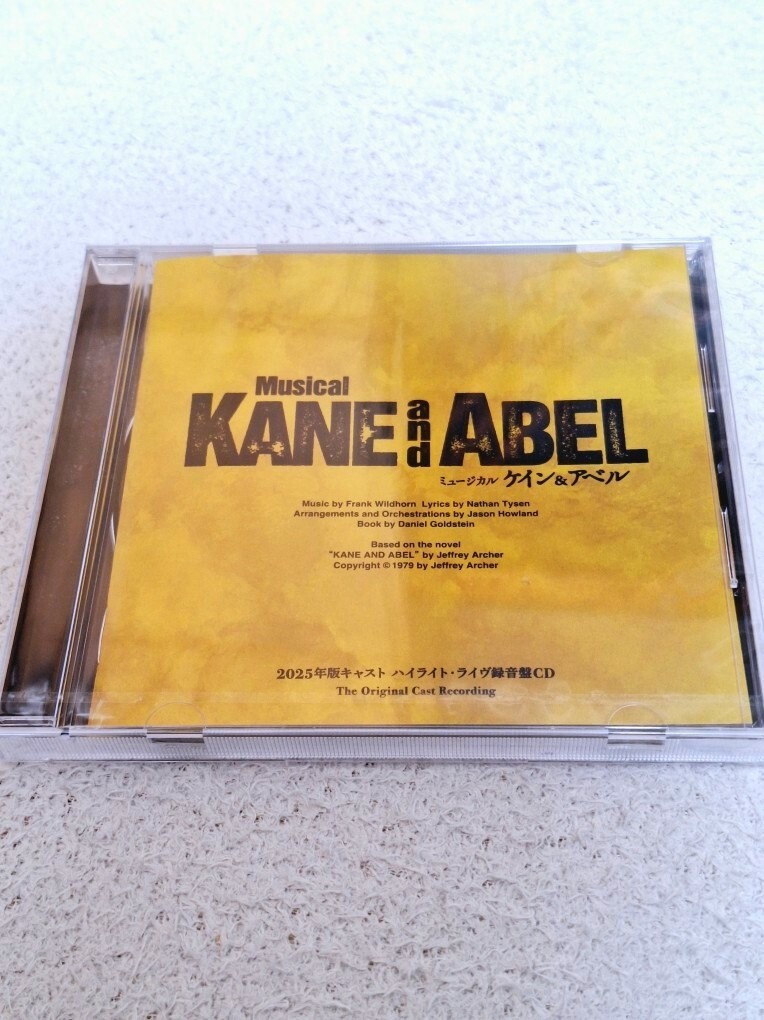 Musical
KANE and ABEL
ミュージカル ケイン&アベル
Music by Frank Wildhorn Lyrics by Nathan Tysen
Arrangements and Orchestrations by Jason Howland
Book by Daniel Goldstein
Based on the novel
"KANE AND ABEL" by Jeffrey Archer
Copyright © 1979 by Jeffrey Archer
2025年版キャスト ハイライト・ライヴ録音盤CD
The Original Cast Recording